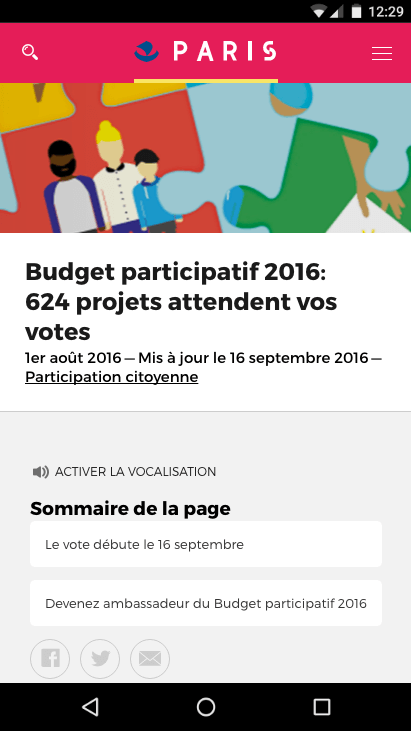 12:29
PARIS
Budget participatif 2016:
624 projets attendent vos
votes
1er août 2016 — Mis à jour le 16 septembre 2016 —
Participation citoyenne
ACTIVER LA VOCALISATION
Sommaire de la page
Le vote débute le 16 septembre
Devenez ambassadeur du Budget participatif 2016